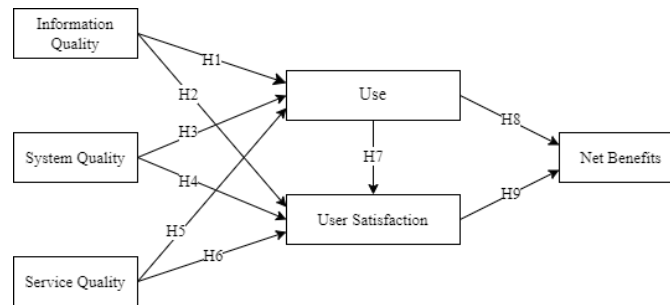 Information
Quality
H1
H2
Use
H3
H8
System Quality
H7
Net Benefits
H4
H9
User Satisfaction
H5
H6
Service Quality